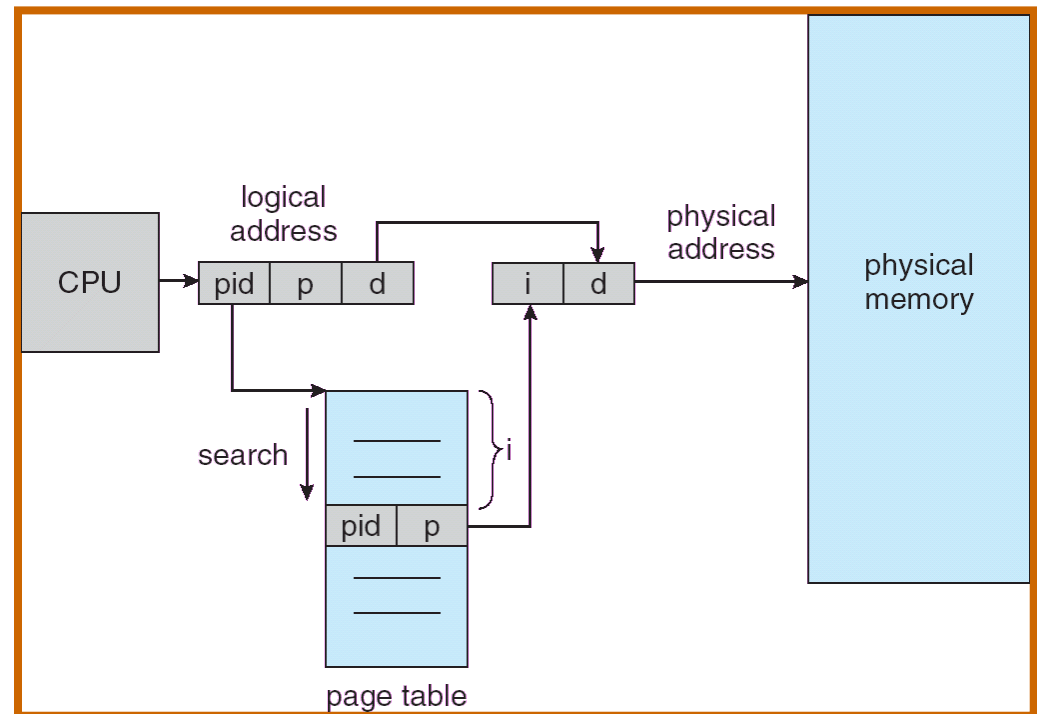 logical
address
physical
address
CPU
pid p d
i d
physical
memory
search
i
pid p
page table